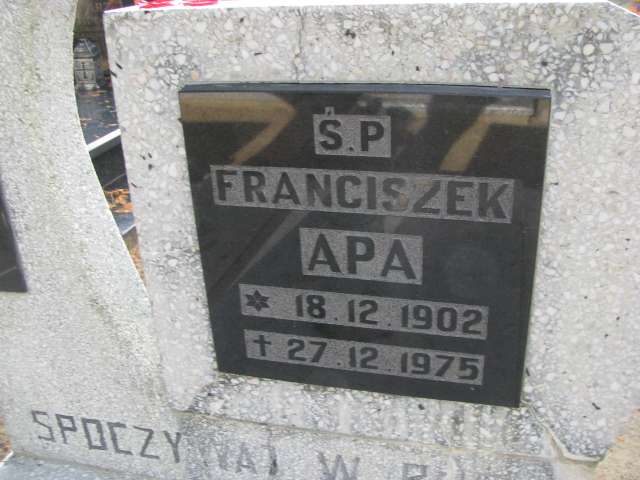 Ś.P
FRANCISZEK
APA
18.12.1902
✝ 27.12.1975
SPOCZYWAJ W